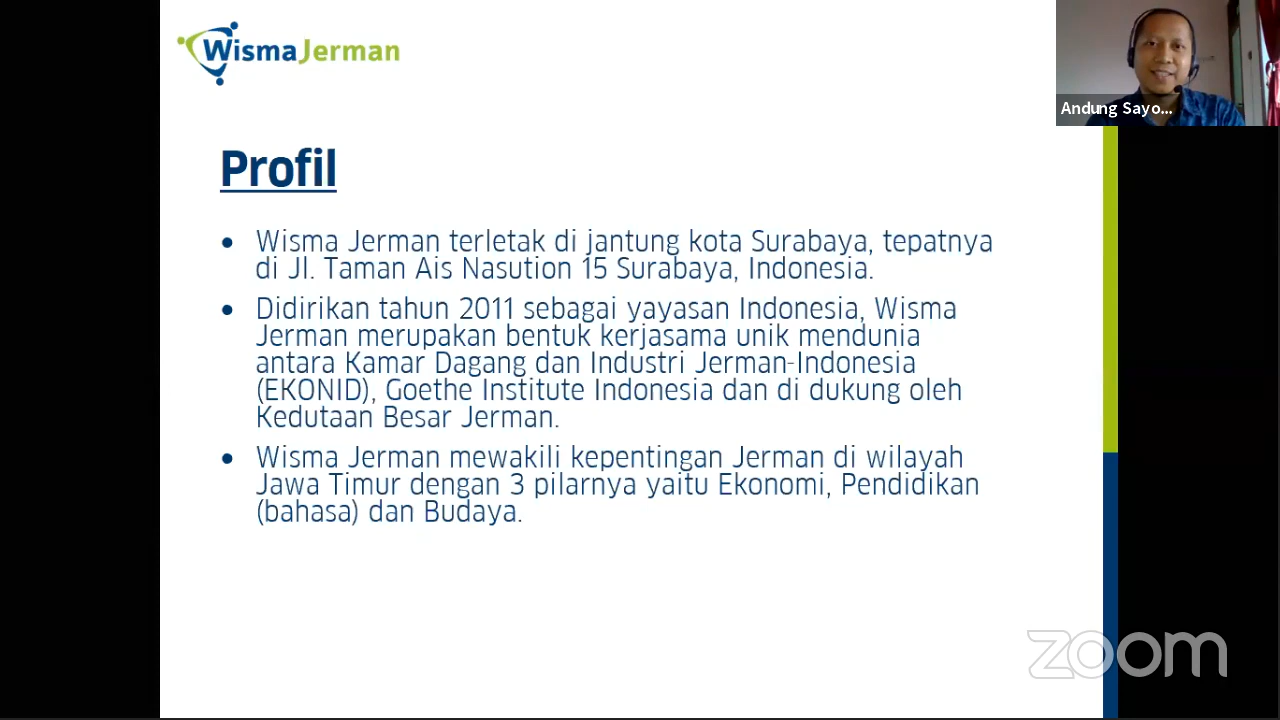 Wisma Jerman
Andung Sayo...
Profil
• Wisma Jerman terletak di jantung kota Surabaya, tepatnya
di Jl. Taman Ais Nasution 15 Surabaya, Indonesia.
• Didirikan tahun 2011 sebagai yayasan Indonesia, Wisma
Jerman merupakan bentuk kerjasama unik mendunia
antara Kamar Dagang dan Industri Jerman-Indonesia
(EKONID), Goethe Institute Indonesia dan di dukung oleh
Kedutaan Besar Jerman.
• Wisma Jerman mewakili kepentingan Jerman di wilayah
Jawa Timur dengan 3 pilarnya yaitu Ekonomi, Pendidikan
(bahasa) dan Budaya.
zoom